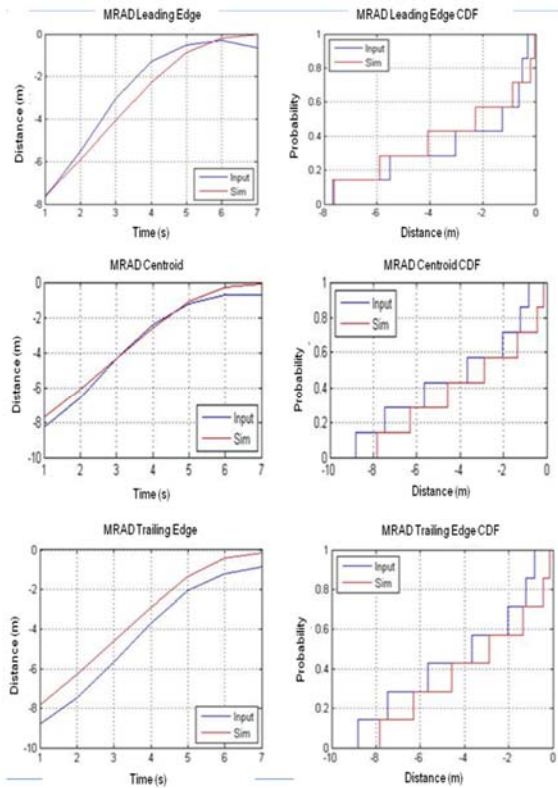 MRAD Leading Edge
Distance (m)
0
-2
-4
-6
-8
1 2 3 4 5 6 7
Time (s)
Input
Sim
MRAD Leading Edge CDF
Probability
1
0.8
0.6
0.4
0.2
0
-8 -6 -4 -2 0
Distance (m)
Input
Sim
MRAD Centroid
Distance (m)
0
-2
-4
-6
-8
-10
1 2 3 4 5 6 7
Time (s)
Input
Sim
MRAD Centroid CDF
Probability
1
0.8
0.6
0.4
0.2
0
-10 -8 -6 -4 -2 0
Distance (m)
Input
Sim
MRAD Trailing Edge
Distance (m)
0
-2
-4
-6
-8
-10
1 2 3 4 5 6 7
Time (s)
Input
Sim
MRAD Trailing Edge CDF
Probability
1
0.8
0.6
0.4
0.2
0
-10 -8 -6 -4 -2 0
Distance (m)
Input
Sim